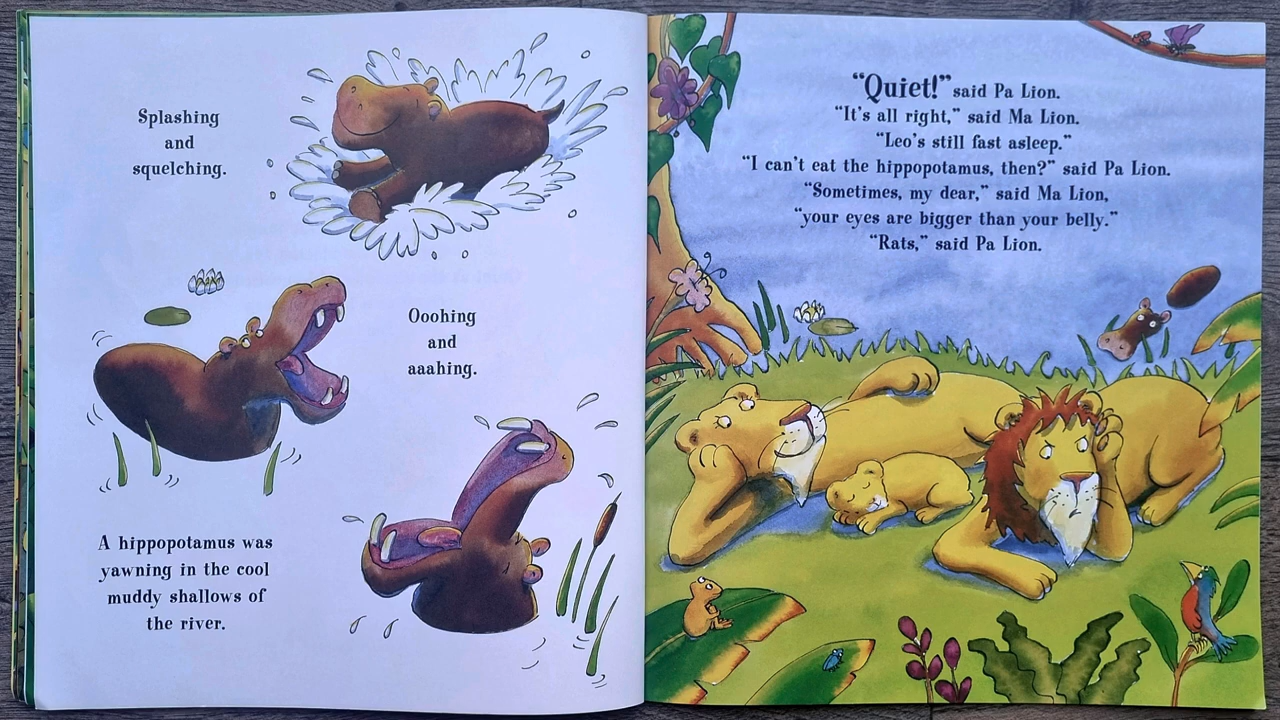 Splashing
and
squelching.
Ooohing
and
aaahing.
A hippopotamus was
yawning in the cool
muddy shallows of
the river.
“Quiet!” said Pa Lion.
“It’s all right,” said Ma Lion.
“Leo’s still fast asleep.”
“I can’t eat the hippopotamus, then?” said Pa Lion.
“Sometimes, my dear,” said Ma Lion,
“your eyes are bigger than your belly.”
“Rats,” said Pa Lion.